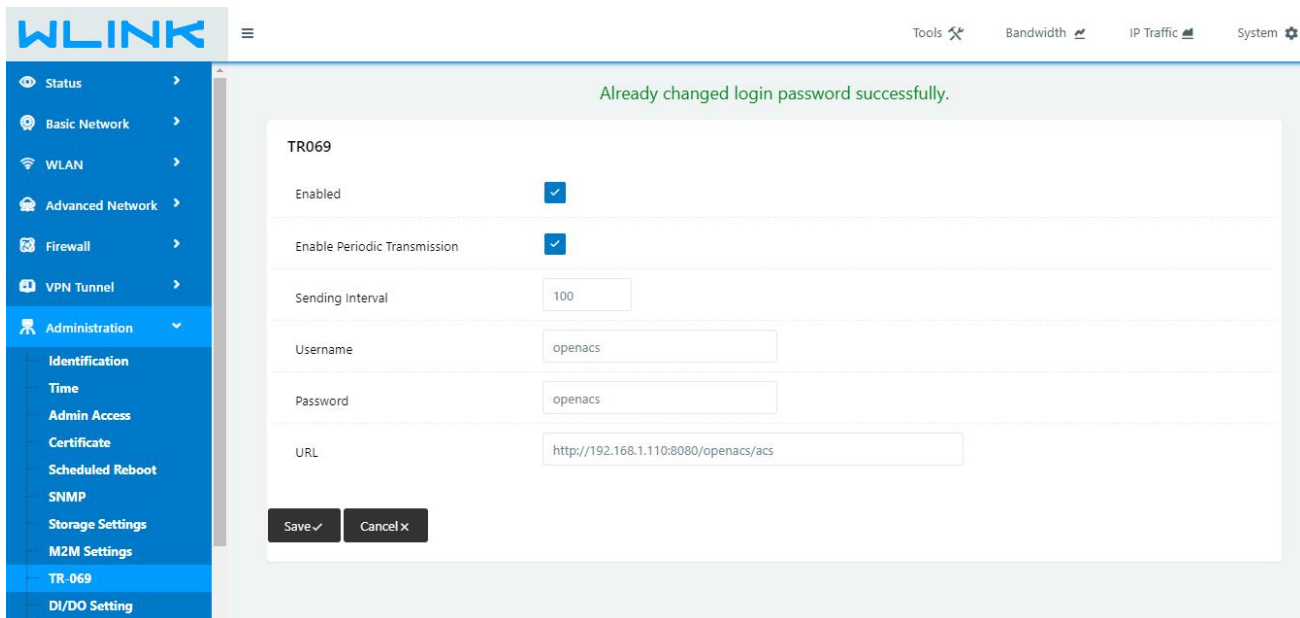 WLINK
Tools Bandwidth IP Traffic System
Status
Basic Network
WLAN
Advanced Network
Firewall
VPN Tunnel
Administration
Identification
Time
Admin Access
Certificate
Scheduled Reboot
SNMP
Storage Settings
M2M Settings
TR-069
DI/DO Setting
Already changed login password successfully.
TR069
Enabled
Enable Periodic Transmission
Sending Interval 100
Username openacs
Password openacs
URL http://192.168.1.110:8080/openacs/acs
Save Cancel